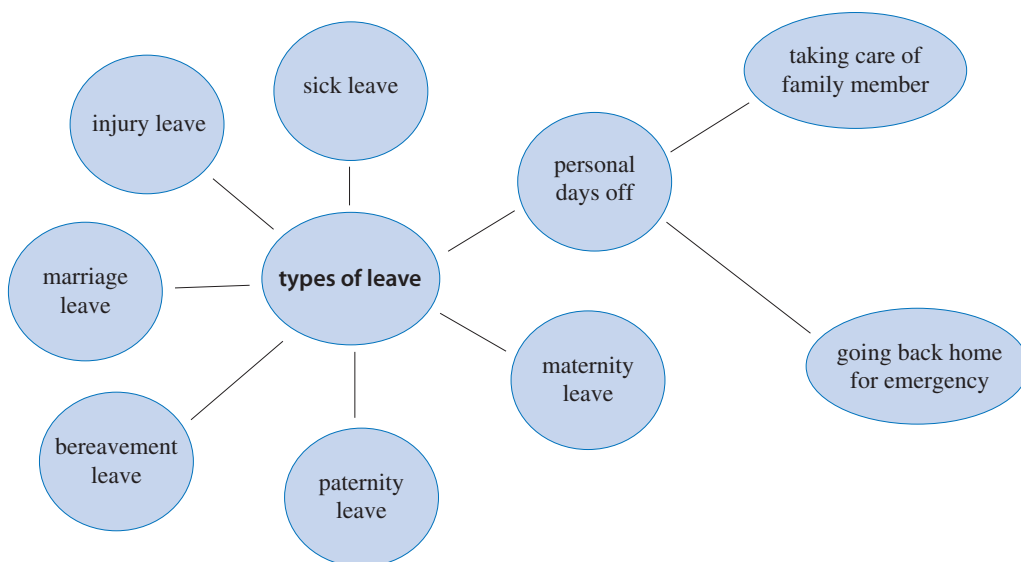 taking care of
family member
sick leave
injury leave
personal
days off
types of leave
marriage
leave
going back home
for emergency
maternity
leave
bereavement
leave
paternity
leave